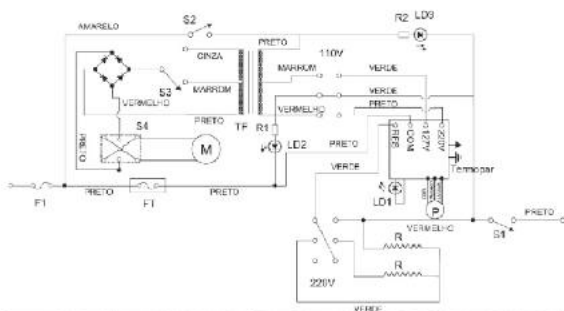 AMARELO
S2
PRETO
R2
LD3
CINZA
110V
MARROM
VERDE
S3
MARROM
VERDE
VERMELHO
VERMELHO
PRETO
S4
PRETO
TF
R1
PRETO
M
LD2
PRETO
RES
COM
127V
220V
VERDE
Termopar
F1
PRETO
FT
PRETO
LD1
P
VERMELHO
S1
PRETO
R
R
220V
VERDE